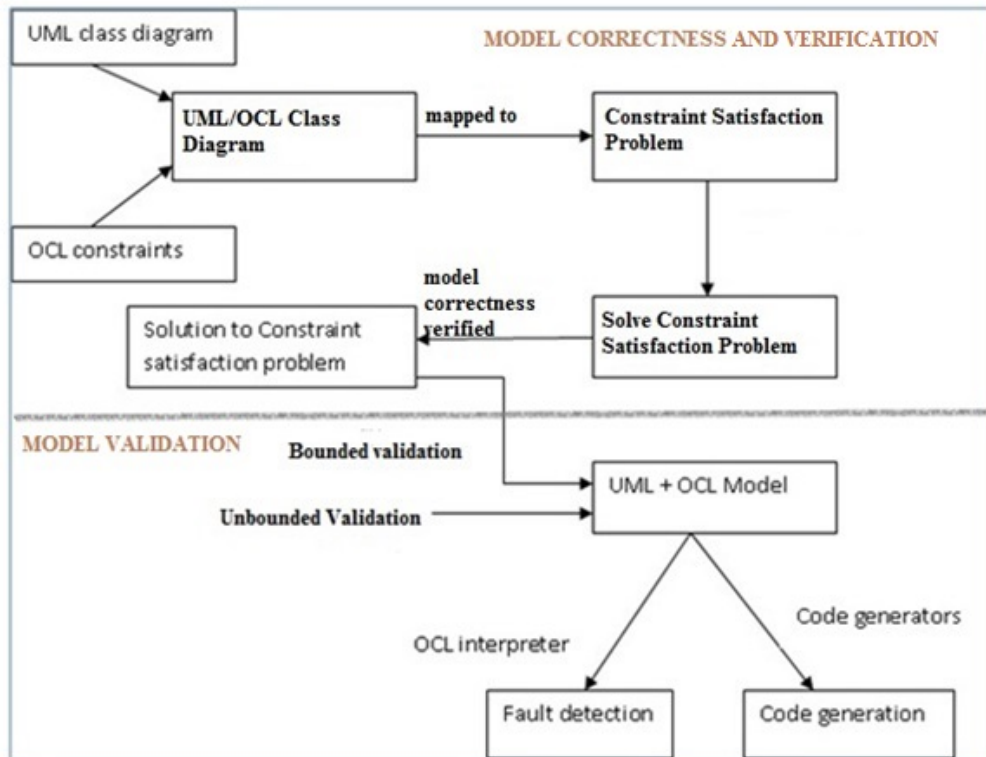 UML class diagram
MODEL CORRECTNESS AND VERIFICATION
UML/OCL Class
Diagram
mapped to
Constraint Satisfaction
Problem
OCL constraints
model
correctness
verified
Solution to Constraint
satisfaction problem
Solve Constraint
Satisfaction Problem
MODEL VALIDATION
Bounded validation
UML + OCL Model
Unbounded Validation
Code generators
OCL interpreter
Fault detection
Code generation